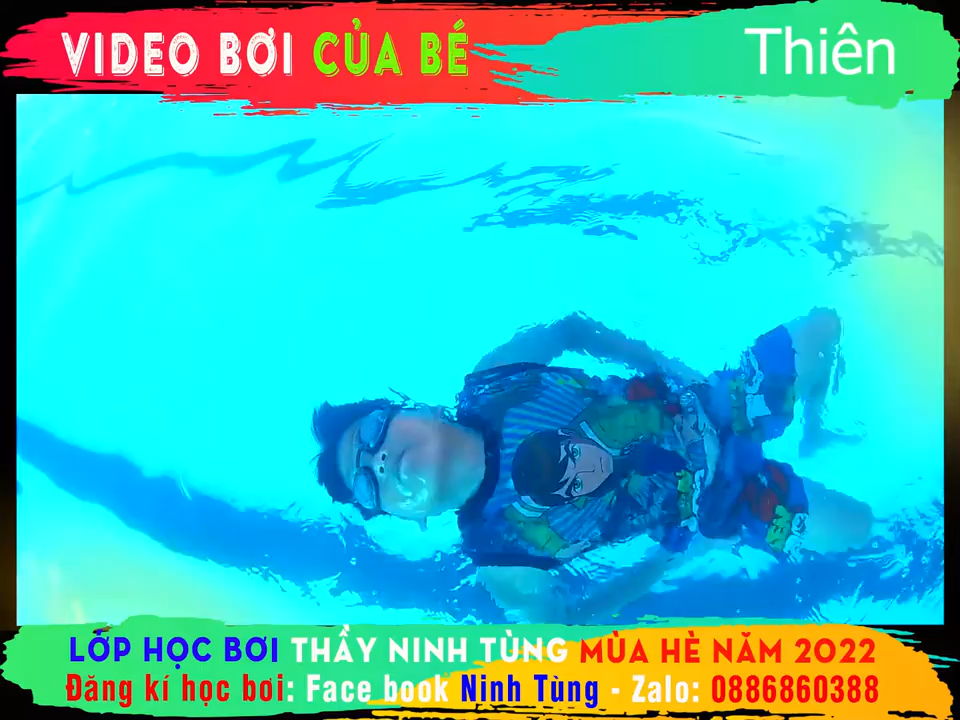 VIDEO BƠI CỦA BÉ
Thiên
LỚP HỌC BƠI THẦY NINH TÙNG MÙA HÈ NĂM 2022
Đăng kí học bơi: Face book Ninh Tùng - Zalo: 0886860388